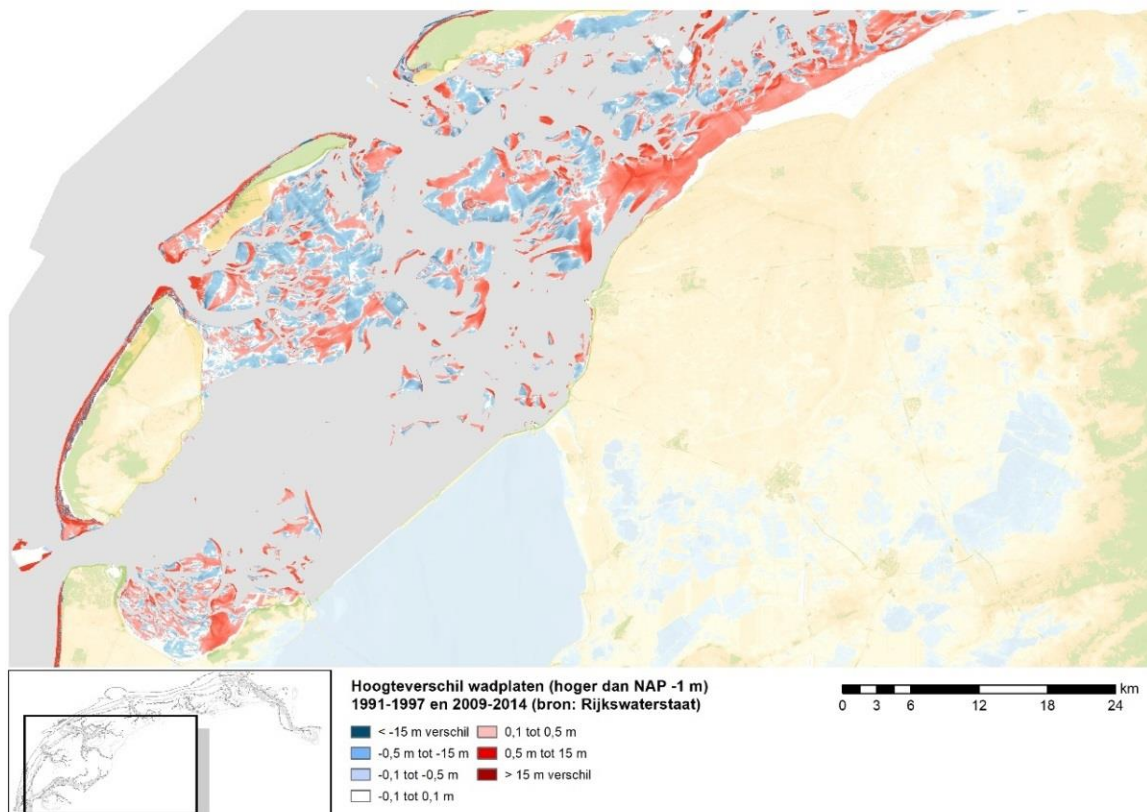 Hoogteverschil wadplaten (hoger dan NAP -1 m)
1991-1997 en 2009-2014 (bron: Rijkswaterstaat)
< -15 m verschil
-0,5 m tot -15 m
-0,1 tot -0,5 m
-0,1 tot 0,1 m
0,1 tot 0,5 m
0,5 m tot 15 m
> 15 m verschil
km
0 3 6 12 18 24